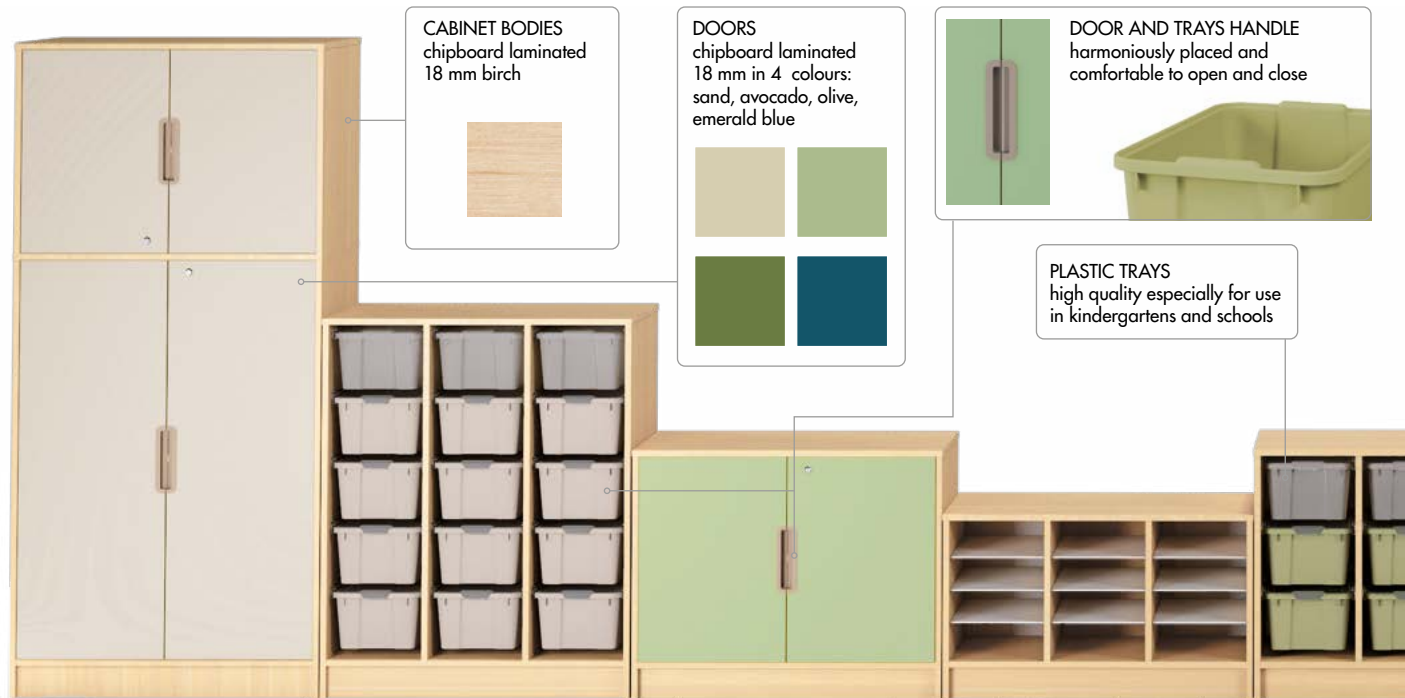 CABINET BODIES
chipboard laminated
18 mm birch
DOORS
chipboard laminated
18 mm in 4 colours:
sand, avocado, olive,
emerald blue
DOOR AND TRAYS HANDLE
harmoniously placed and
comfortable to open and close
PLASTIC TRAYS
high quality especially for use
in kindergartens and schools